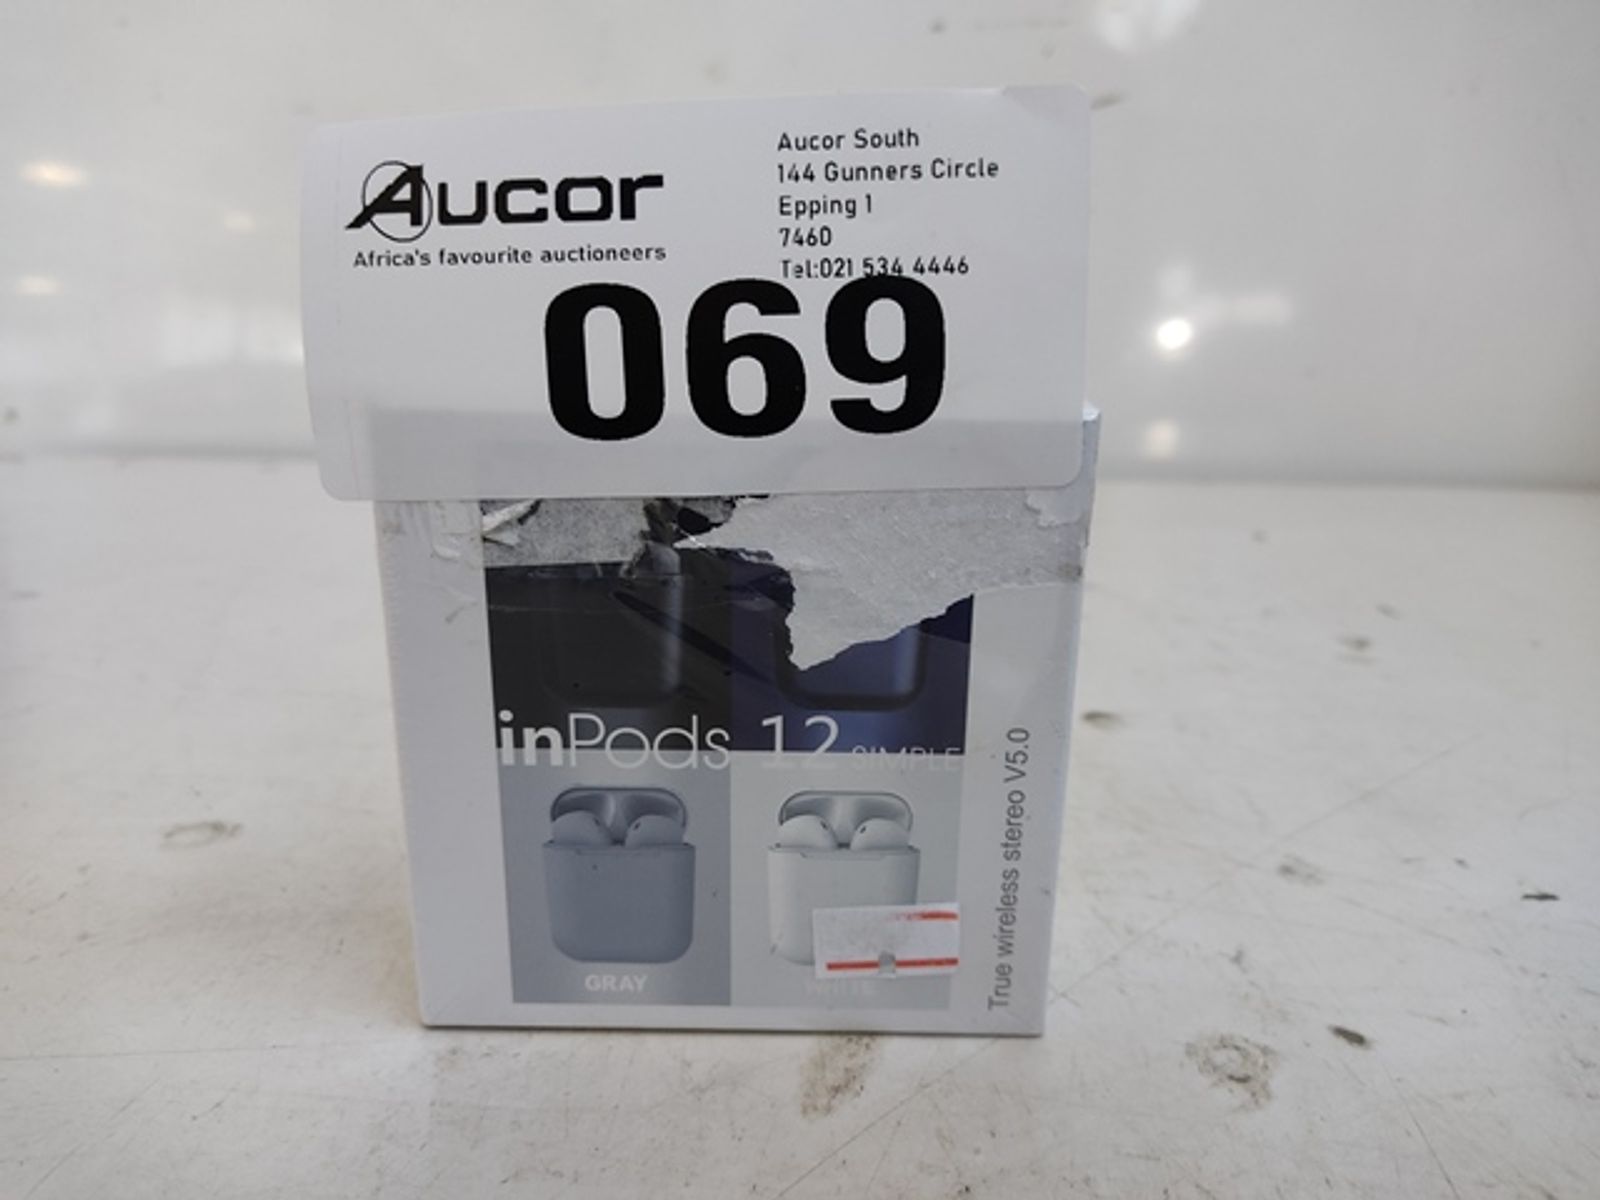 Aucor
Africa's favourite auctioneers
Aucor South
144 Gunners Circle
Epping 1
7460
Tel:021 534 4446
069
inPods 12 SIMPLE
GRAY
WHITE
True wireless stereo V5.0